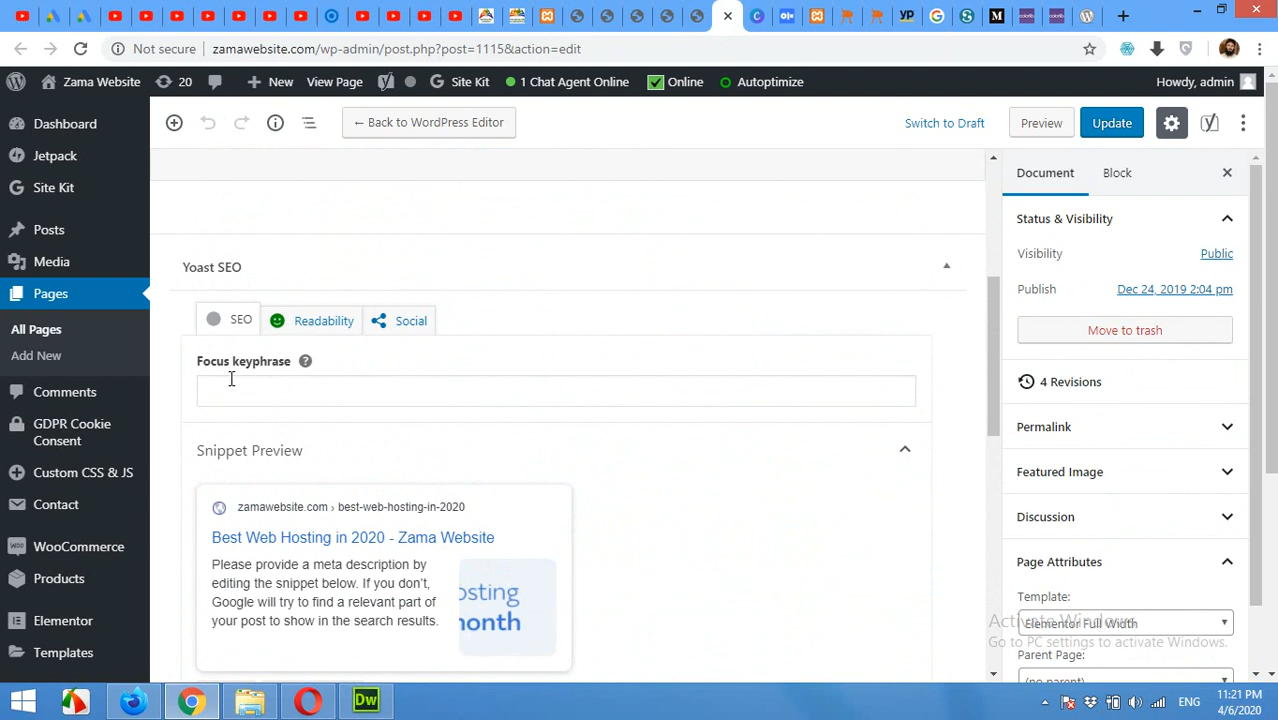 Not secure | zamawebsite.com/wp-admin/post.php?post=1115&action=edit
Zama Website 20 New View Page Site Kit 1 Chat Agent Online Online Autoptimize Howdy, admin
← Back to WordPress Editor Switch to Draft Preview Update
Dashboard
Jetpack
Site Kit
Posts
Media
Pages
All Pages
Add New
Comments
GDPR Cookie
Consent
Custom CSS & JS
Contact
WooCommerce
Products
Elementor
Templates
Yoast SEO
SEO Readability Social
Focus keyphrase ?
Snippet Preview
zamawebsite.com › best-web-hosting-in-2020
Best Web Hosting in 2020 - Zama Website
Please provide a meta description by
editing the snippet below. If you don't,
Google will try to find a relevant part of
your post to show in the search results.
osting
month
Document Block
Status & Visibility
Visibility Public
Publish Dec 24, 2019 2:04 pm
Move to trash
4 Revisions
Permalink
Featured Image
Discussion
Page Attributes
Template:
Elementor Full Width
Activate Windows
Go to PC settings to activate Windows.
Parent Page:
(no parent)
Dw
ENG
11:21 PM
4/6/2020